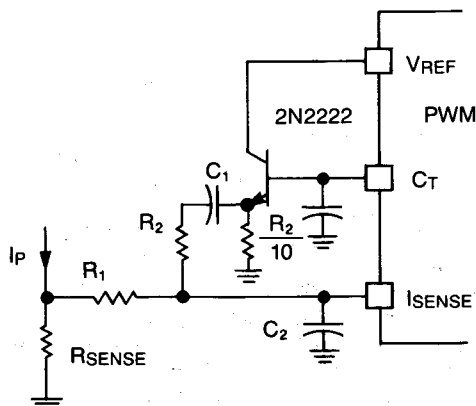 VREF
2N2222
PWM
C1
CT
R2
R2
10
IP
R1
ISENSE
C2
RSENSE